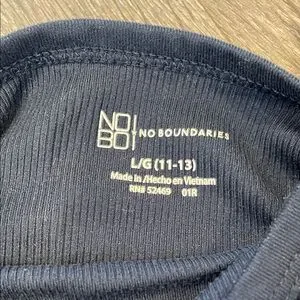 NO
BO
NO BOUNDARIES
L/G (11-13)
Made in /Hecho en Vietnam
RN# 52469 01R